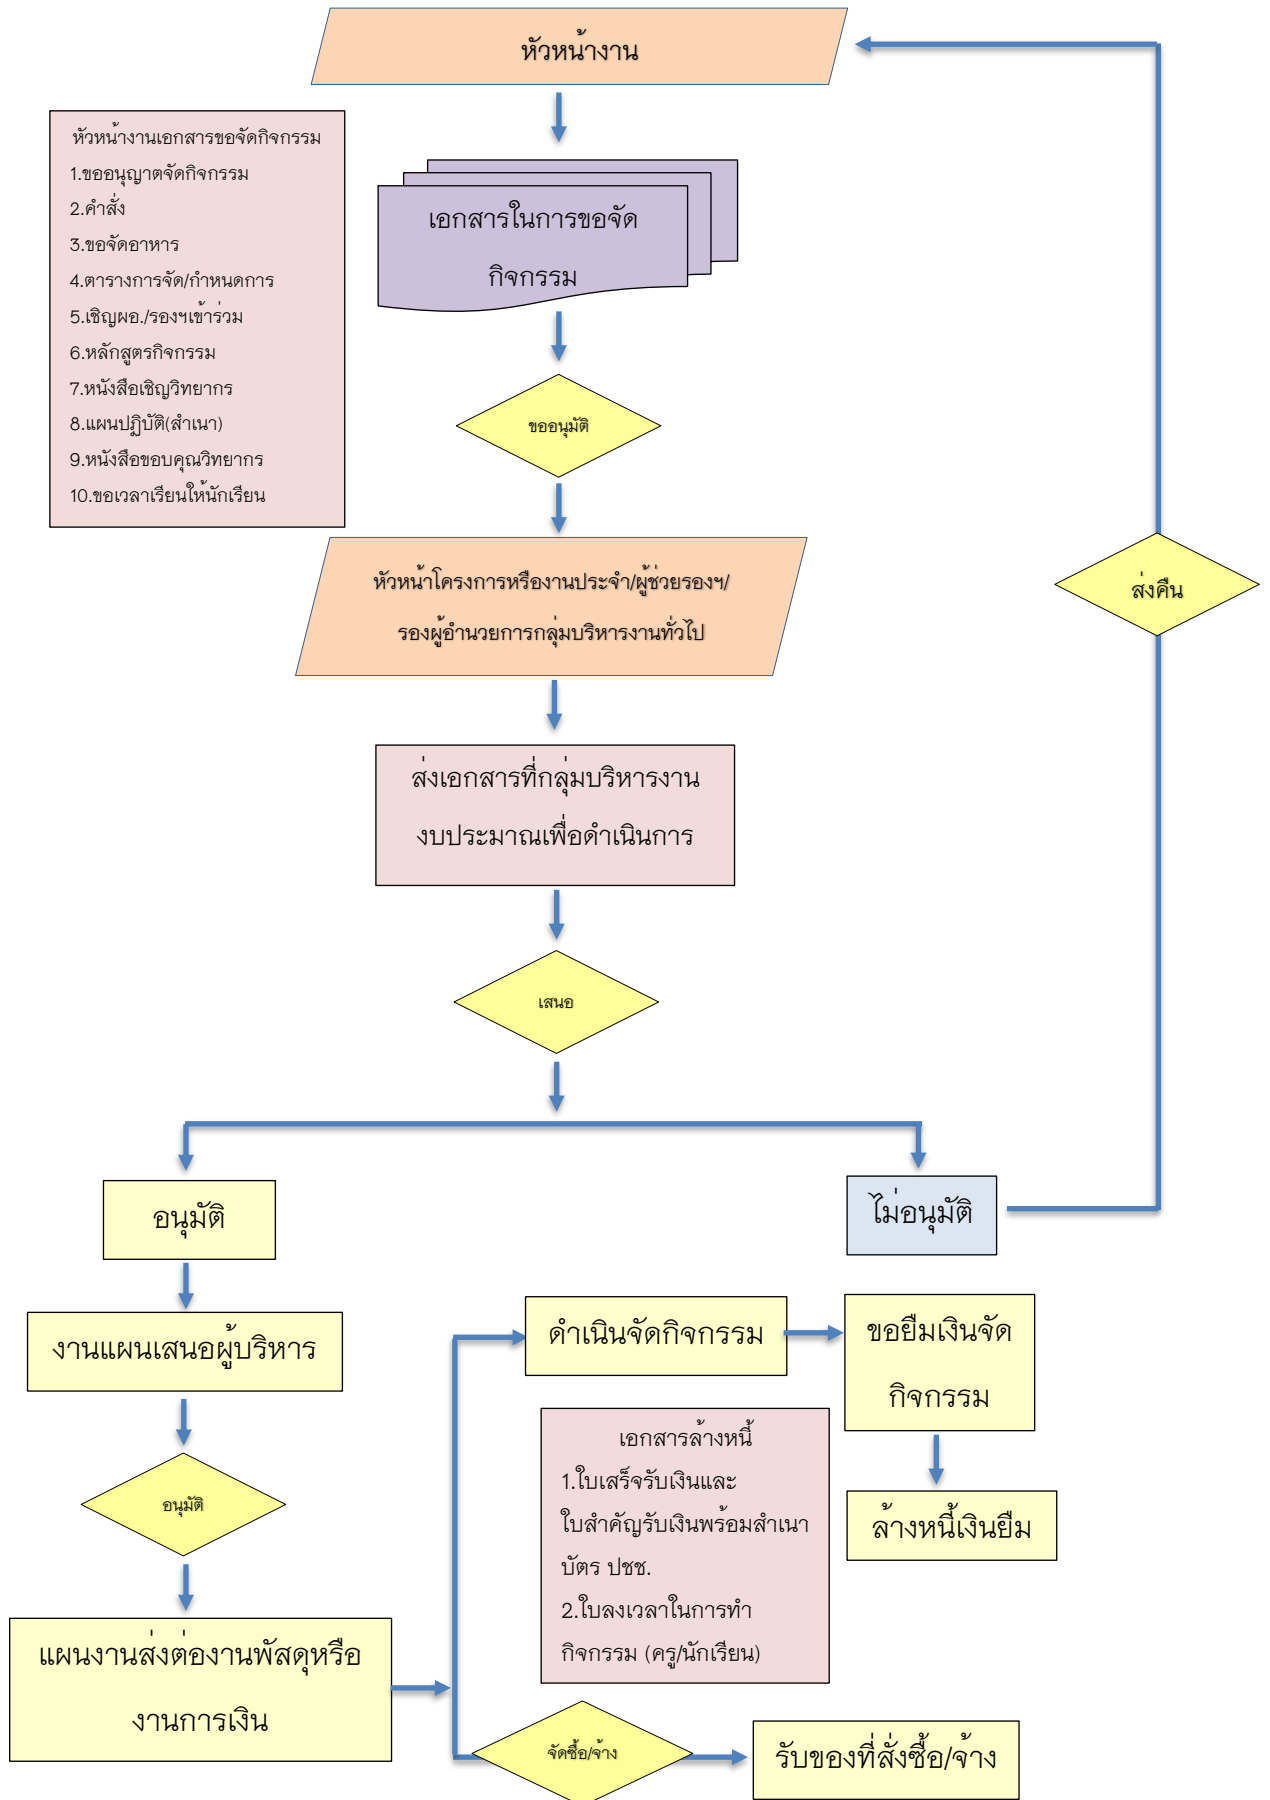 หัวหน้างาน
หัวหน้างานเอกสารขอจัดกิจกรรม
1.ขออนุญาตจัดกิจกรรม
2.คำสั่ง
3.ขอจัดอาหาร
4.ตารางการจัด/กำหนดการ
5.เชิญผอ./รองฯเข้าร่วม
6.หลักสูตรกิจกรรม
7.หนังสือเชิญวิทยากร
8.แผนปฏิบัติ(สำเนา)
9.หนังสือขอบคุณวิทยากร
10.ขอเวลาเรียนให้นักเรียน
เอกสารในการขอจัด
กิจกรรม
ขออนุมัติ
หัวหน้าโครงการหรืองานประจำ/ผู้ช่วยรองฯ/
รองผู้อำนวยการกลุ่มบริหารงานทั่วไป
ส่งคืน
ส่งเอกสารที่กลุ่มบริหารงาน
งบประมาณเพื่อดำเนินการ
เสนอ
อนุมัติ
ไม่อนุมัติ
งานแผนเสนอผู้บริหาร
ดำเนินจัดกิจกรรม
ขอยืมเงินจัด
กิจกรรม
เอกสารล้างหนี้
1.ใบเสร็จรับเงินและ
ใบสำคัญรับเงินพร้อมสำเนา
บัตร ปชช.
2.ใบลงเวลาในการทำ
กิจกรรม (ครู/นักเรียน)
ล้างหนี้เงินยืม
อนุมัติ
แผนงานส่งต่องานพัสดุหรือ
งานการเงิน
จัดซื้อ/จ้าง
รับของที่สั่งซื้อ/จ้าง